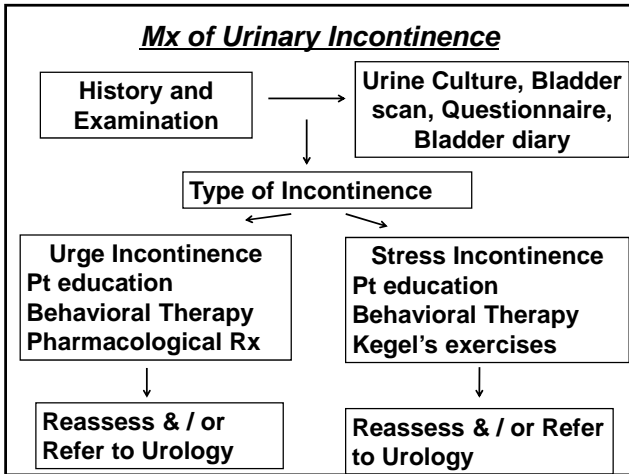 Mx of Urinary Incontinence
History and
Examination
Urine Culture, Bladder
scan, Questionnaire,
Bladder diary
Type of Incontinence
Urge Incontinence
Pt education
Behavioral Therapy
Pharmacological Rx
Stress Incontinence
Pt education
Behavioral Therapy
Kegel's exercises
Reassess & / or
Refer to Urology
Reassess & / or Refer
to Urology